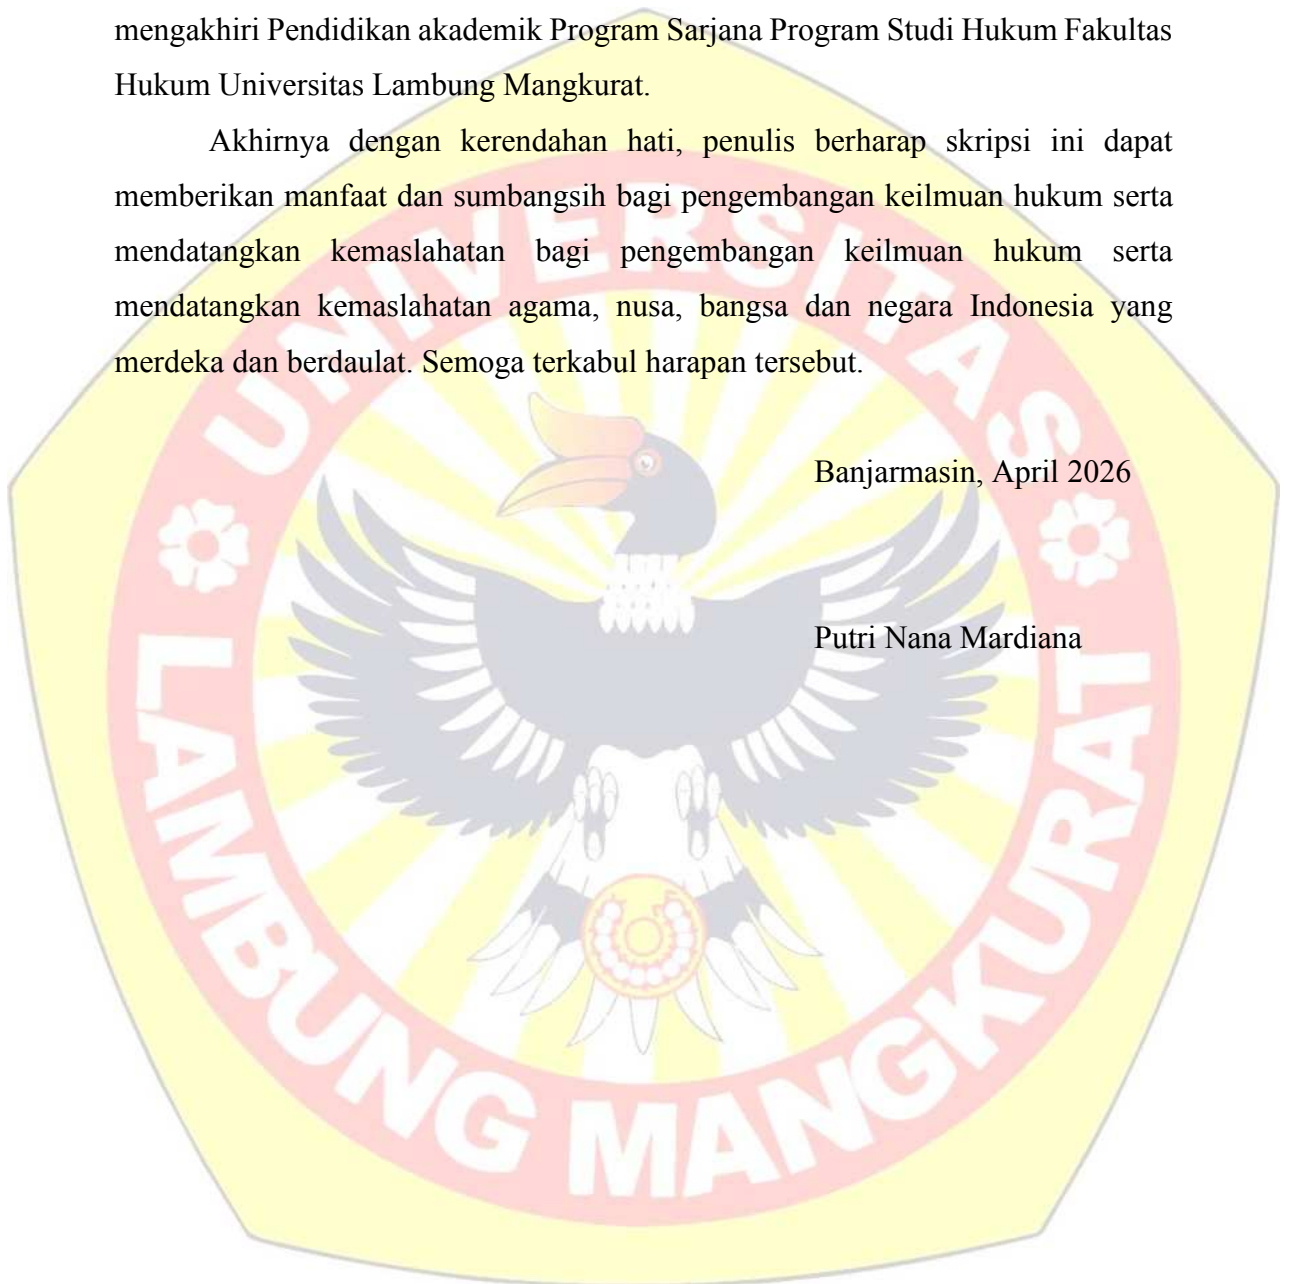 mengakhiri Pendidikan akademik Program Sarjana Program Studi Hukum Fakultas
Hukum Universitas Lambung Mangkurat.
Akhirnya dengan kerendahan hati, penulis berharap skripsi ini dapat
memberikan manfaat dan sumbangsih bagi pengembangan keilmuan hukum serta
mendatangkan kemaslahatan bagi pengembangan keilmuan hukum serta
mendatangkan kemaslahatan agama, nusa, bangsa dan negara Indonesia yang
merdeka dan berdaulat. Semoga terkabul harapan tersebut.
Banjarmasin, April 2026
Putri Nana Mardiana
UNIVERSITAS
LAMBUNG MANGKURAT